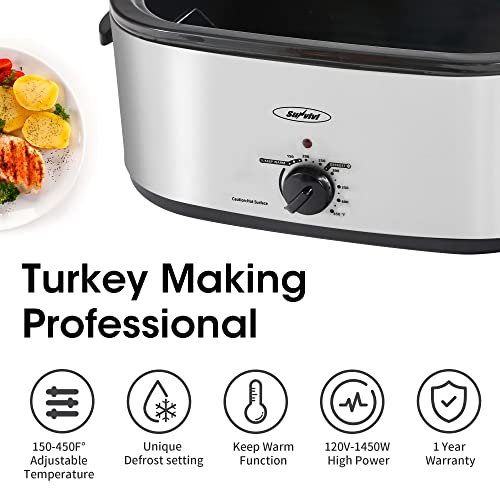 Sunvivi
Caution:Hot Surface
Turkey Making
Professional
150-450F°
Adjustable
Temperature
Unique
Defrost setting
Keep Warm
Function
120V-1450W
High Power
1 Year
Warranty